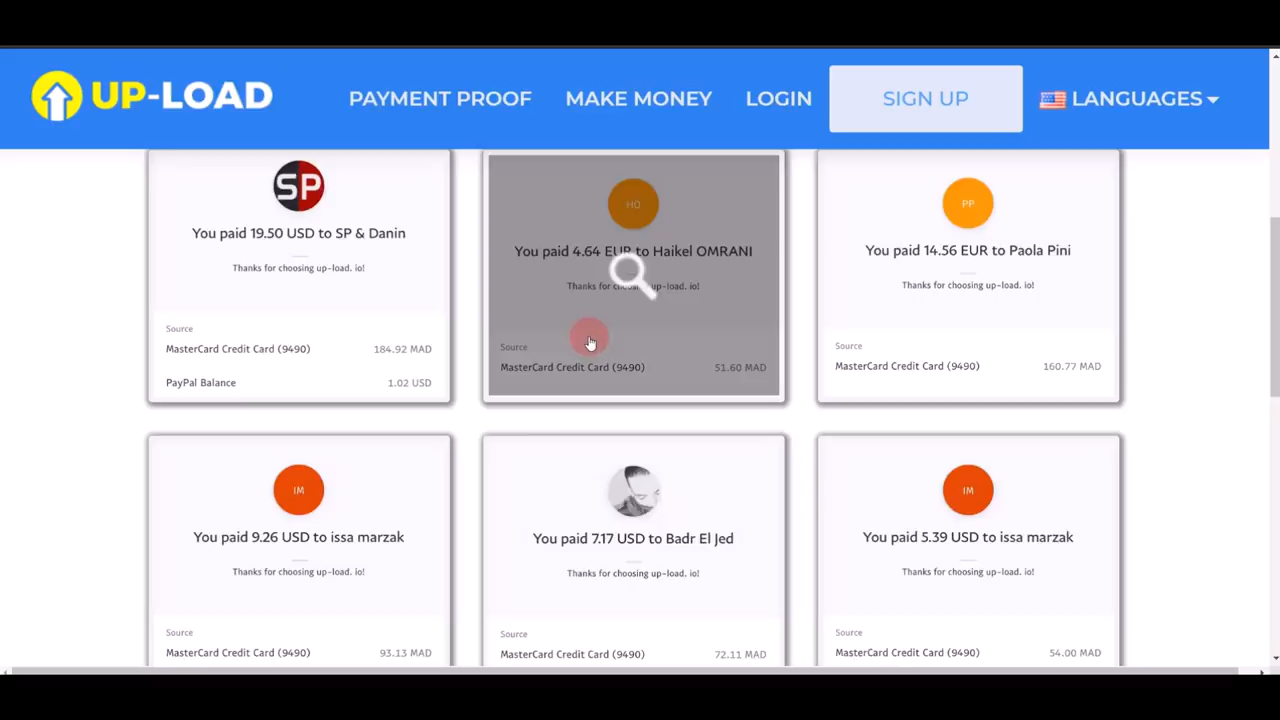 UP-LOAD
PAYMENT PROOF
MAKE MONEY
LOGIN
SIGN UP
LANGUAGES
SP
You paid 19.50 USD to SP & Danin
Thanks for choosing up-load. io!
Source
MasterCard Credit Card (9490) 184.92 MAD
PayPal Balance 1.02 USD
HO
You paid 4.64 EUR to Haikel OMRANI
Thanks for choosing up-load. io!
Source
MasterCard Credit Card (9490) 51.60 MAD
PP
You paid 14.56 EUR to Paola Pini
Thanks for choosing up-load. io!
Source
MasterCard Credit Card (9490) 160.77 MAD
IM
You paid 9.26 USD to issa marzak
Thanks for choosing up-load. io!
Source
MasterCard Credit Card (9490) 93.13 MAD
You paid 7.17 USD to Badr El Jed
Thanks for choosing up-load. io!
Source
MasterCard Credit Card (9490) 72.11 MAD
IM
You paid 5.39 USD to issa marzak
Thanks for choosing up-load. io!
Source
MasterCard Credit Card (9490) 54.00 MAD